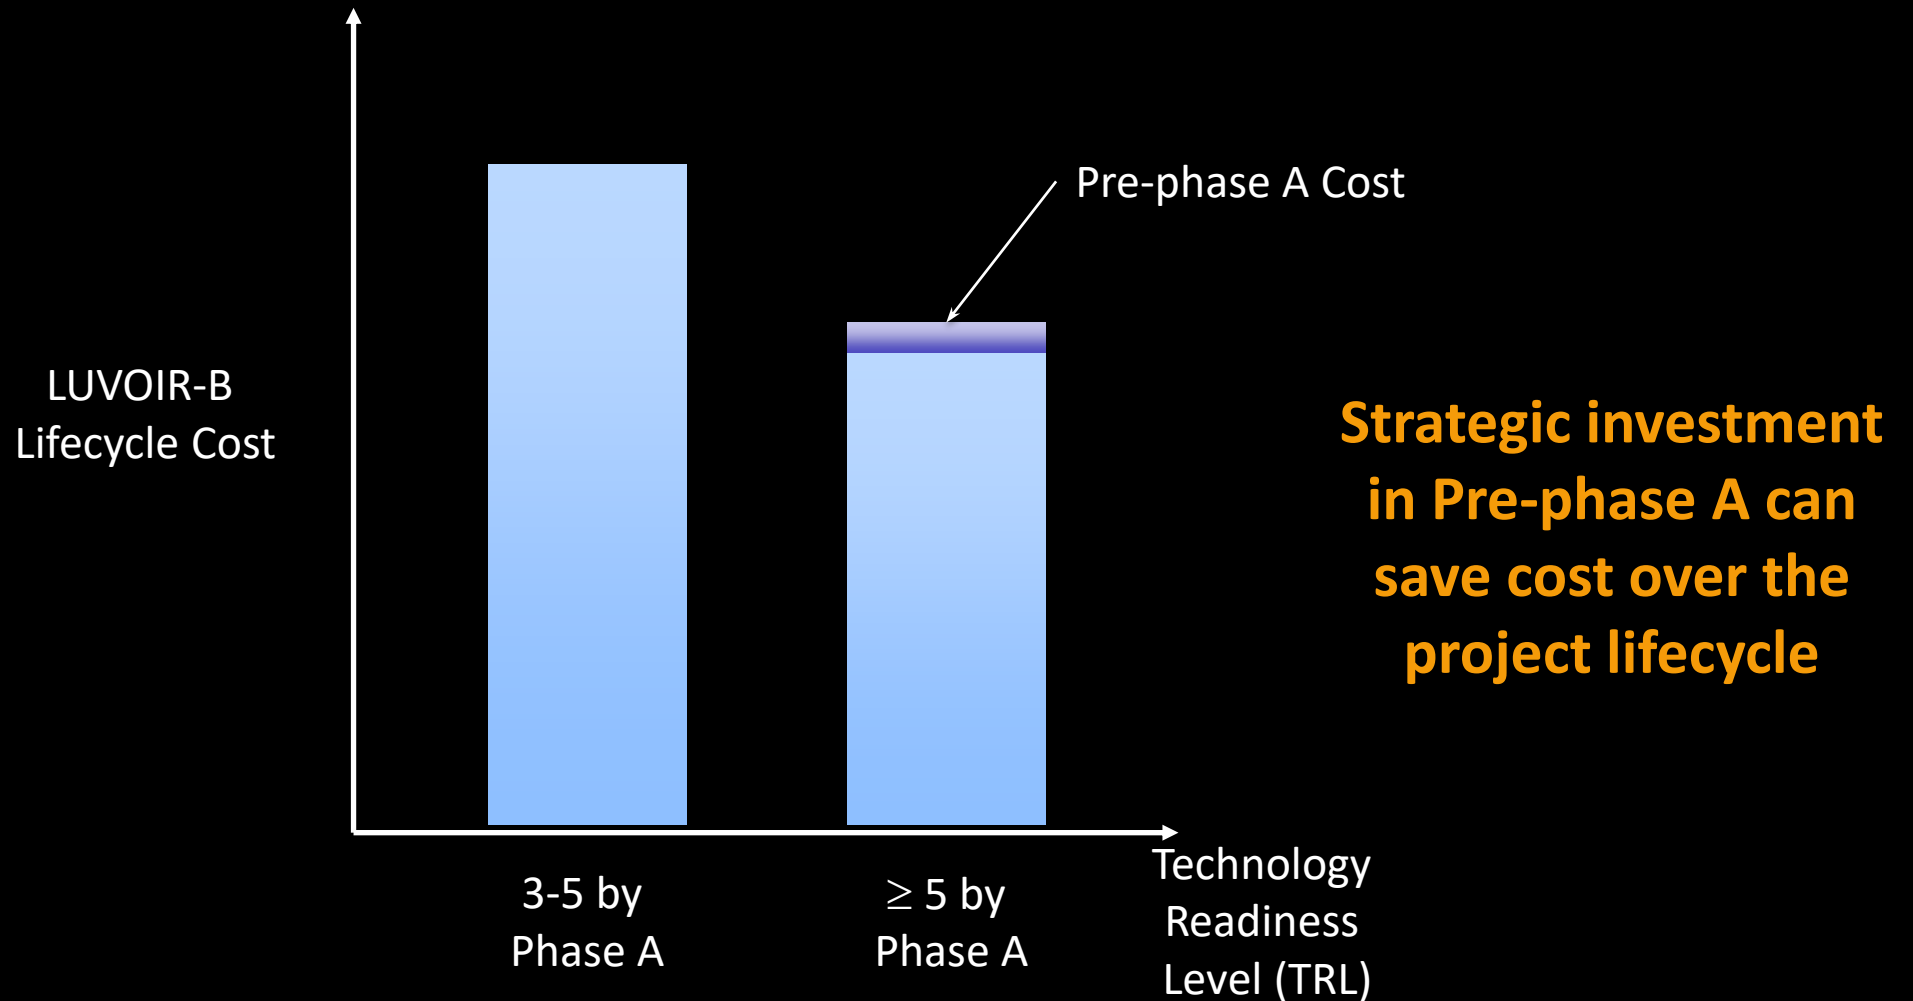 Pre-phase A Cost
LUVOIR-B
Lifecycle Cost
Strategic investment
in Pre-phase A can
save cost over the
project lifecycle
3-5 by
Phase A
≥ 5 by
Phase A
Technology
Readiness
Level (TRL)